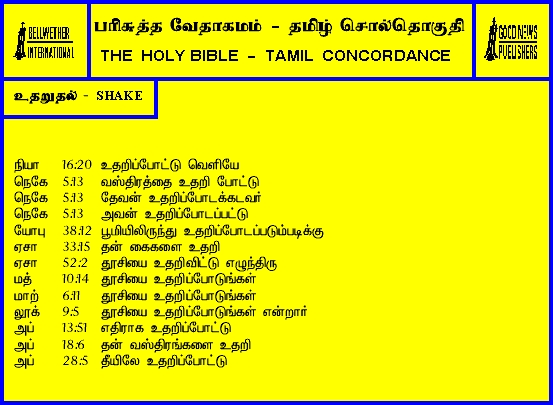 BELLWETHER INTERNATIONAL
பரிசுத்த வேதாகமம் - தமிழ் சொல்தொகுதி
THE HOLY BIBLE - TAMIL CONCORDANCE
GOOD NEWS PUBLISHERS
உதறுதல் - SHAKE
நியா 16:20 உதறிப்போட்டு வெளியே
நெகே 5:13 வஸ்திரத்தை உதறி போட்டு
நெகே 5:13 தேவன் உதறிப்போடக்கடவர்
நெகே 5:13 அவன் உதறிப்போடப்பட்டு
யோபு 38:12 பூமியிலிருந்து உதறிப்போடப்படும்படிக்கு
ஏசா 33:15 தன் கைகளை உதறி
ஏசா 52:2 தூசியை உதறிவிட்டு எழுந்திரு
மத் 10:14 தூசியை உதறிப்போடுங்கள்
மாற் 6:11 தூசியை உதறிப்போடுங்கள்
லூக் 9:5 தூசியை உதறிப்போடுங்கள் என்றார்
அப் 13:51 எதிராக உதறிப்போட்டு
அப் 18:6 தன் வஸ்திரங்களை உதறி
அப் 28:5 தீயிலே உதறிப்போட்டு